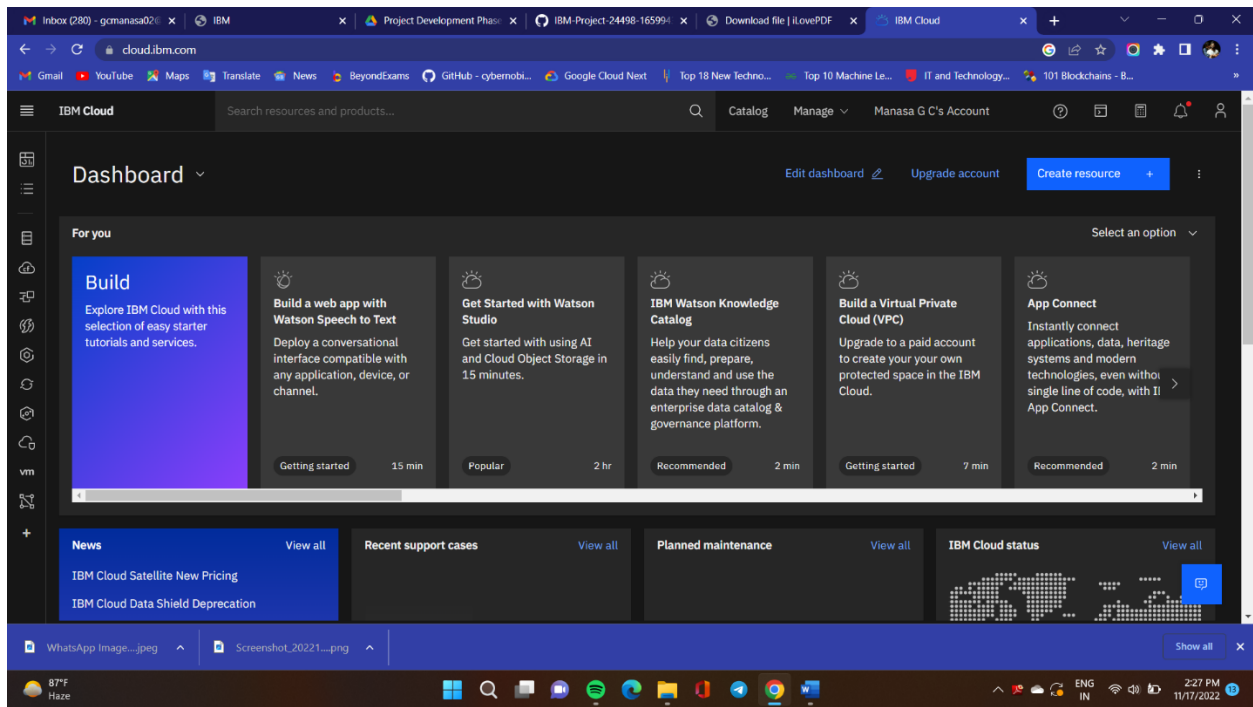 Inbox (280) - gcmanasa02@
IBM
Project Development Phase
IBM-Project-24498-165994
Download file | iLovePDF
IBM Cloud
cloud.ibm.com
Gmail
YouTube
Maps
Translate
News
BeyondExams
GitHub - cybernobi...
Google Cloud Next
Top 18 New Techno...
Top 10 Machine Le...
IT and Technology...
101 Blockchains - B...
IBM Cloud
Search resources and products...
Catalog
Manage
Manasa G C's Account
Dashboard
Edit dashboard
Upgrade account
Create resource +
For you
Select an option
Build
Explore IBM Cloud with this
selection of easy starter
tutorials and services.
Build a web app with
Watson Speech to Text
Deploy a conversational
interface compatible with
any application, device, or
channel.
Getting started 15 min
Get Started with Watson
Studio
Get started with using AI
and Cloud Object Storage in
15 minutes.
Popular 2 hr
IBM Watson Knowledge
Catalog
Help your data citizens
easily find, prepare,
understand and use the
data they need through an
enterprise data catalog &
governance platform.
Recommended 2 min
Build a Virtual Private
Cloud (VPC)
Upgrade to a paid account
to create your your own
protected space in the IBM
Cloud.
Getting started 7 min
App Connect
Instantly connect
applications, data, heritage
systems and modern
technologies, even withou
single line of code, with I
App Connect.
Recommended 2 min
vm
News View all
IBM Cloud Satellite New Pricing
IBM Cloud Data Shield Deprecation
Recent support cases View all
Planned maintenance View all
IBM Cloud status View all
WhatsApp Image....jpeg
Screenshot_20221....png
Show all
87°F
Haze
ENG
IN
2:27 PM
11/17/2022
13